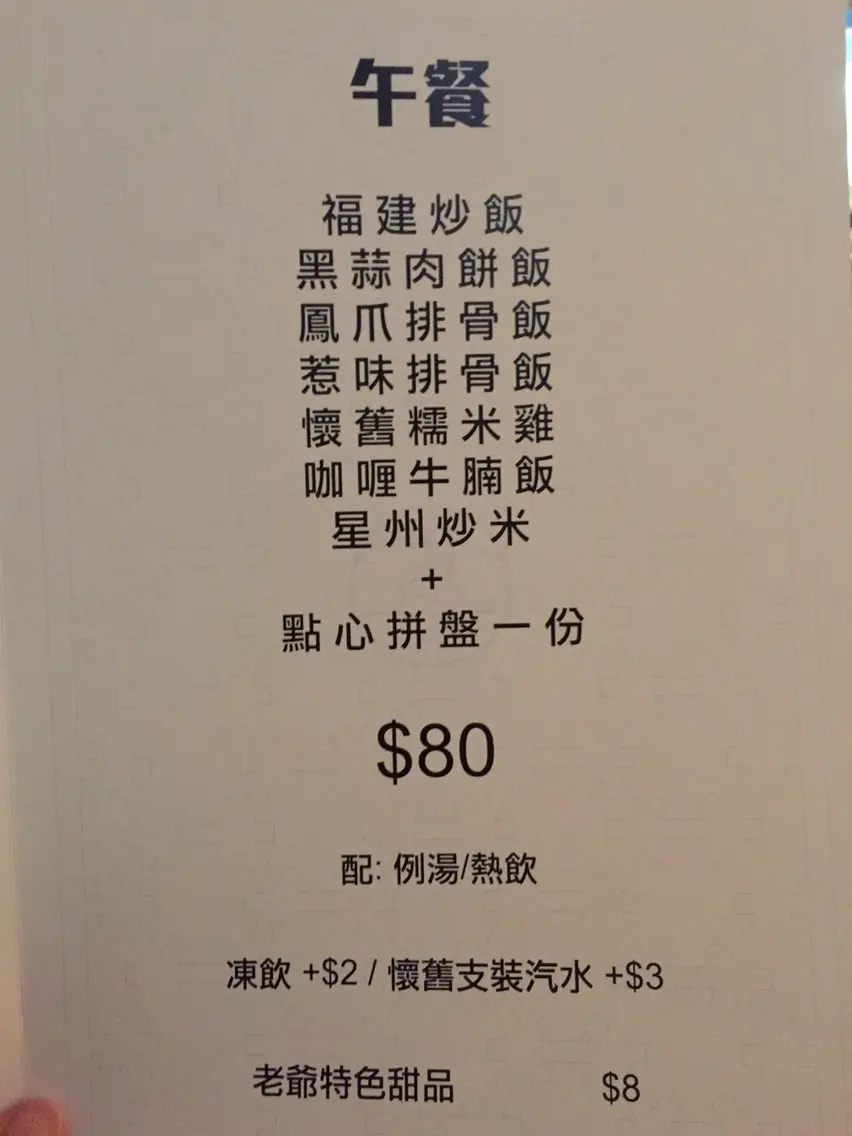 午餐
福建炒飯
黑蒜肉餅飯
鳳爪排骨飯
惹味排骨飯
懷舊糯米雞
咖喱牛腩飯
星州炒米
+
點心拼盤一份
$80
配: 例湯/熱飲
凍飲 +$2 / 懷舊支裝汽水 +$3
老爺特色甜品 $8